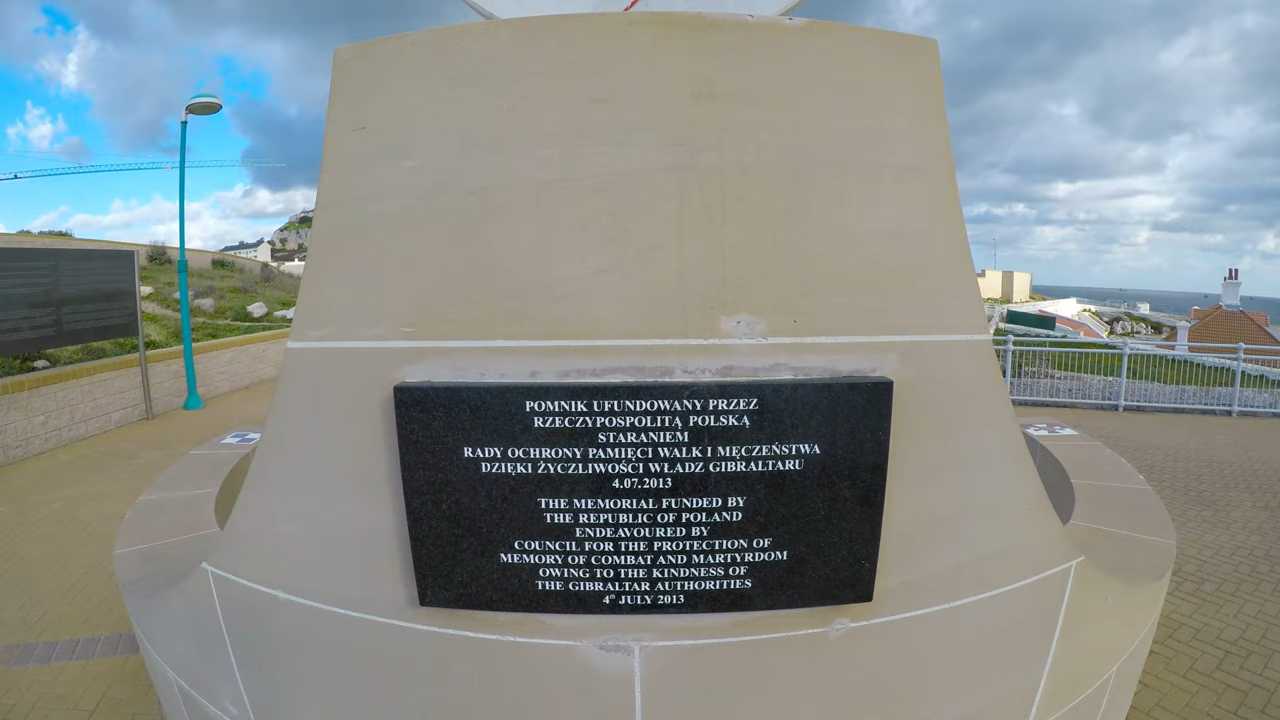 POMNIK UFUNDOWANY PRZEZ
RZECZYPOSPOLITĄ POLSKĄ
STARANIEM
RADY OCHRONY PAMIĘCI WALK I MĘCZEŃSTWA
DZIĘKI ŻYCZLIWOŚCI WŁADZ GIBRALTARU
4.07.2013
THE MEMORIAL FUNDED BY
THE REPUBLIC OF POLAND
ENDEAVOURED BY
COUNCIL FOR THE PROTECTION OF
MEMORY OF COMBAT AND MARTYRDOM
OWING TO THE KINDNESS OF
THE GIBRALTAR AUTHORITIES
4th JULY 2013